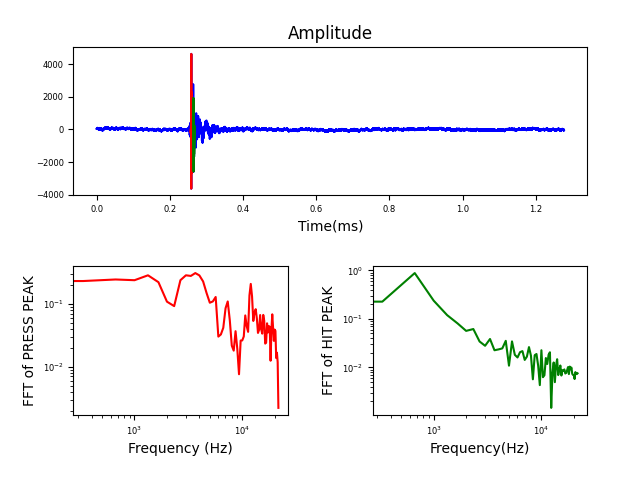 Amplitude
4000
2000
0
−2000
−4000
0.0 0.2 0.4 0.6 0.8 1.0 1.2
Time(ms)
FFT of PRESS PEAK
10⁻¹
10⁻²
10³ 10⁴
Frequency (Hz)
FFT of HIT PEAK
10⁰
10⁻¹
10⁻²
10³ 10⁴
Frequency(Hz)